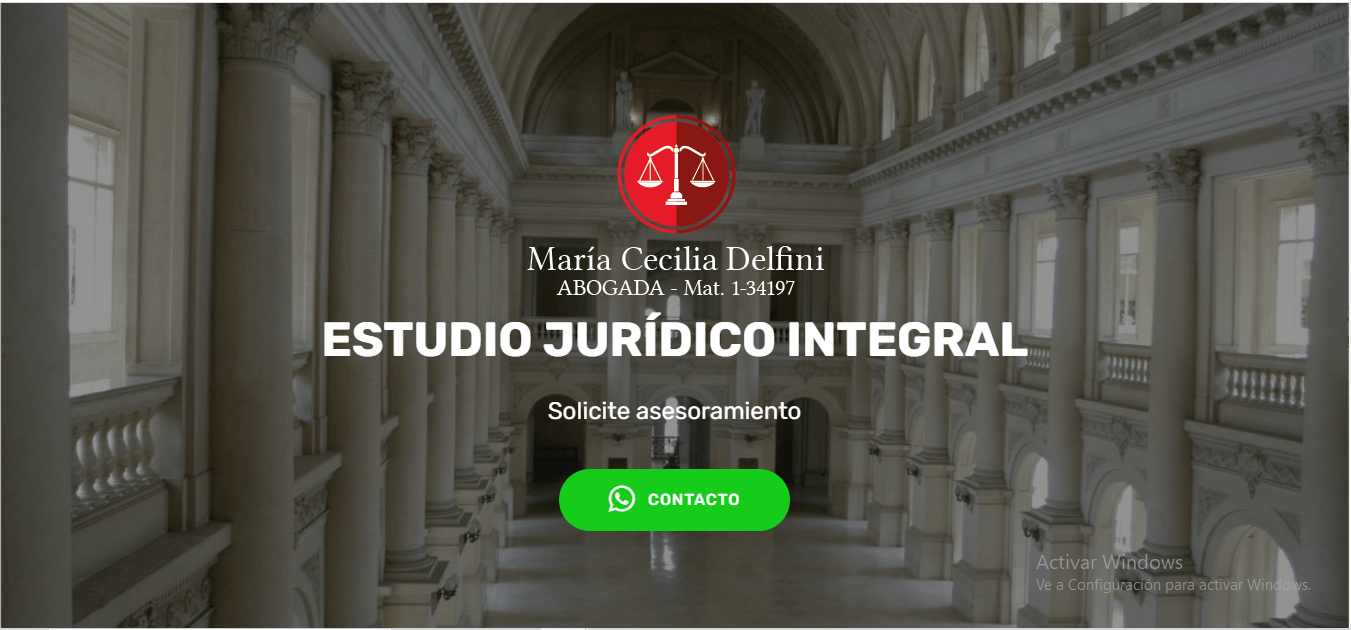 María Cecilia Delfini
ABOGADA - Mat. 1-34197
ESTUDIO JURÍDICO INTEGRAL
Solicite asesoramiento
CONTACTO
Activar Windows
Ve a Configuración para activar Windows.